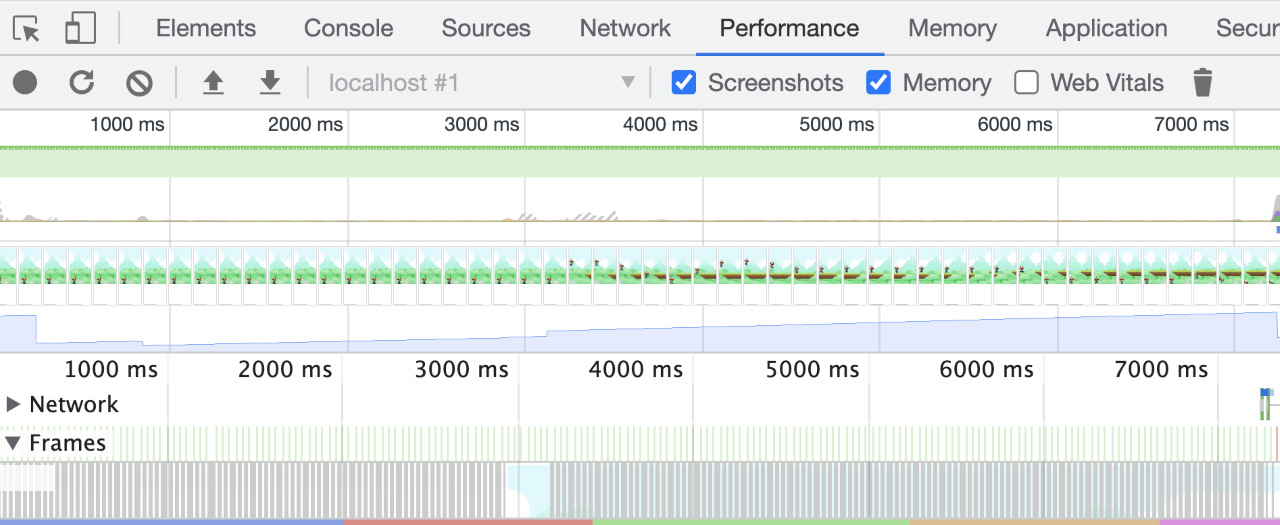 Elements Console Sources Network Performance Memory Application Secur
localhost #1 Screenshots Memory Web Vitals
1000 ms 2000 ms 3000 ms 4000 ms 5000 ms 6000 ms 7000 ms
1000 ms 2000 ms 3000 ms 4000 ms 5000 ms 6000 ms 7000 ms
Network
Frames